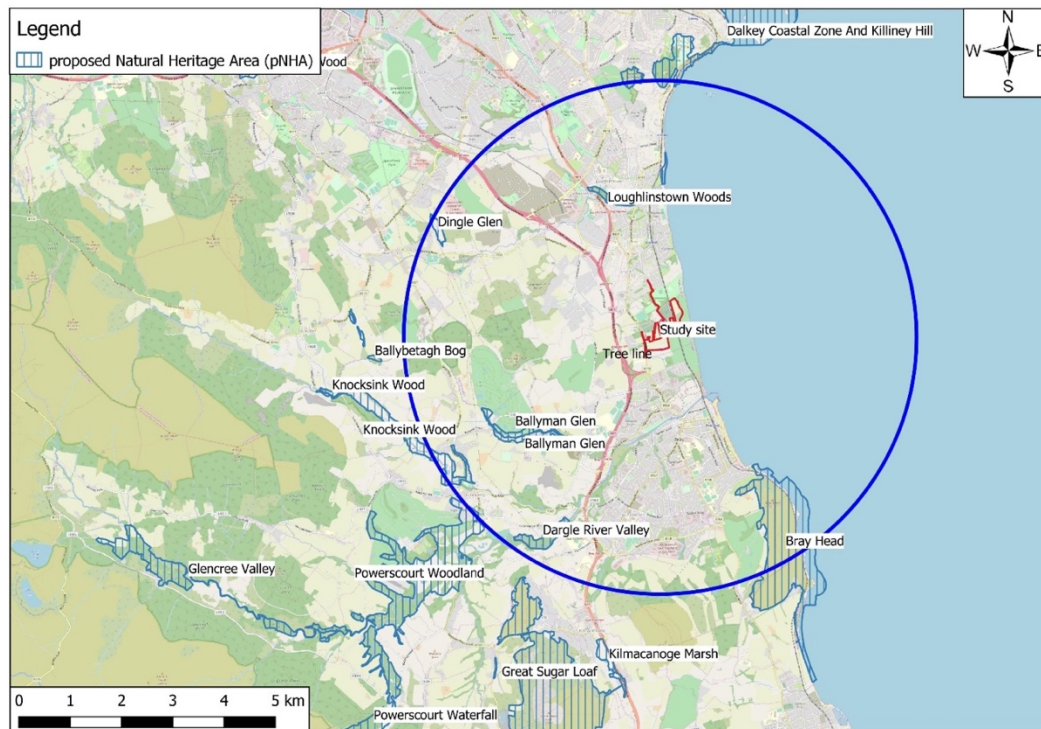 Legend
proposed Natural Heritage Area (pNHA)
Wood
Dalkey Coastal Zone And Killiney Hill
N
W E
S
Loughlinstown Woods
Dingle Glen
Study site
Tree line
Ballybetagh Bog
Knocksink Wood
Ballyman Glen
Knocksink Wood
Ballyman Glen
Dargle River Valley
Bray Head
Glencree Valley
Powerscourt Woodland
Kilmacanoge Marsh
Great Sugar Loaf
Powerscourt Waterfall
0 1 2 3 4 5 km